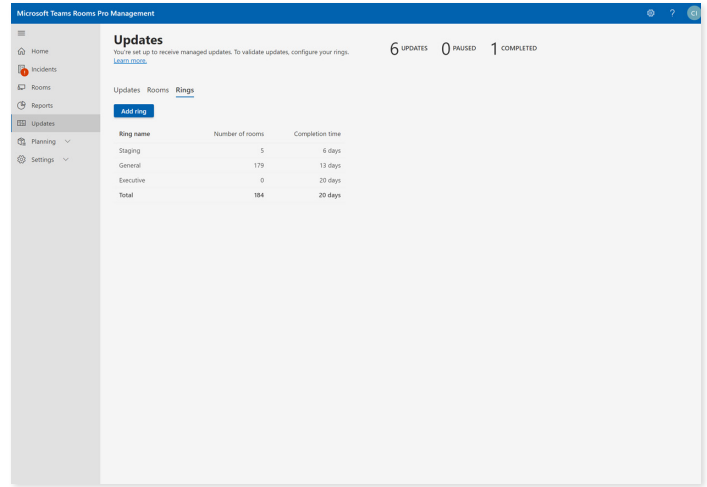 Microsoft Teams Rooms Pro Management
?
CI
Home
Incidents
Rooms
Reports
Updates
Planning
Settings
Updates
You're set up to receive managed updates. To validate updates, configure your rings.
Learn more.
6 UPDATES 0 PAUSED 1 COMPLETED
Updates Rooms Rings
Add ring
Ring name Number of rooms Completion time
Staging 5 6 days
General 179 13 days
Executive 0 20 days
Total 184 20 days